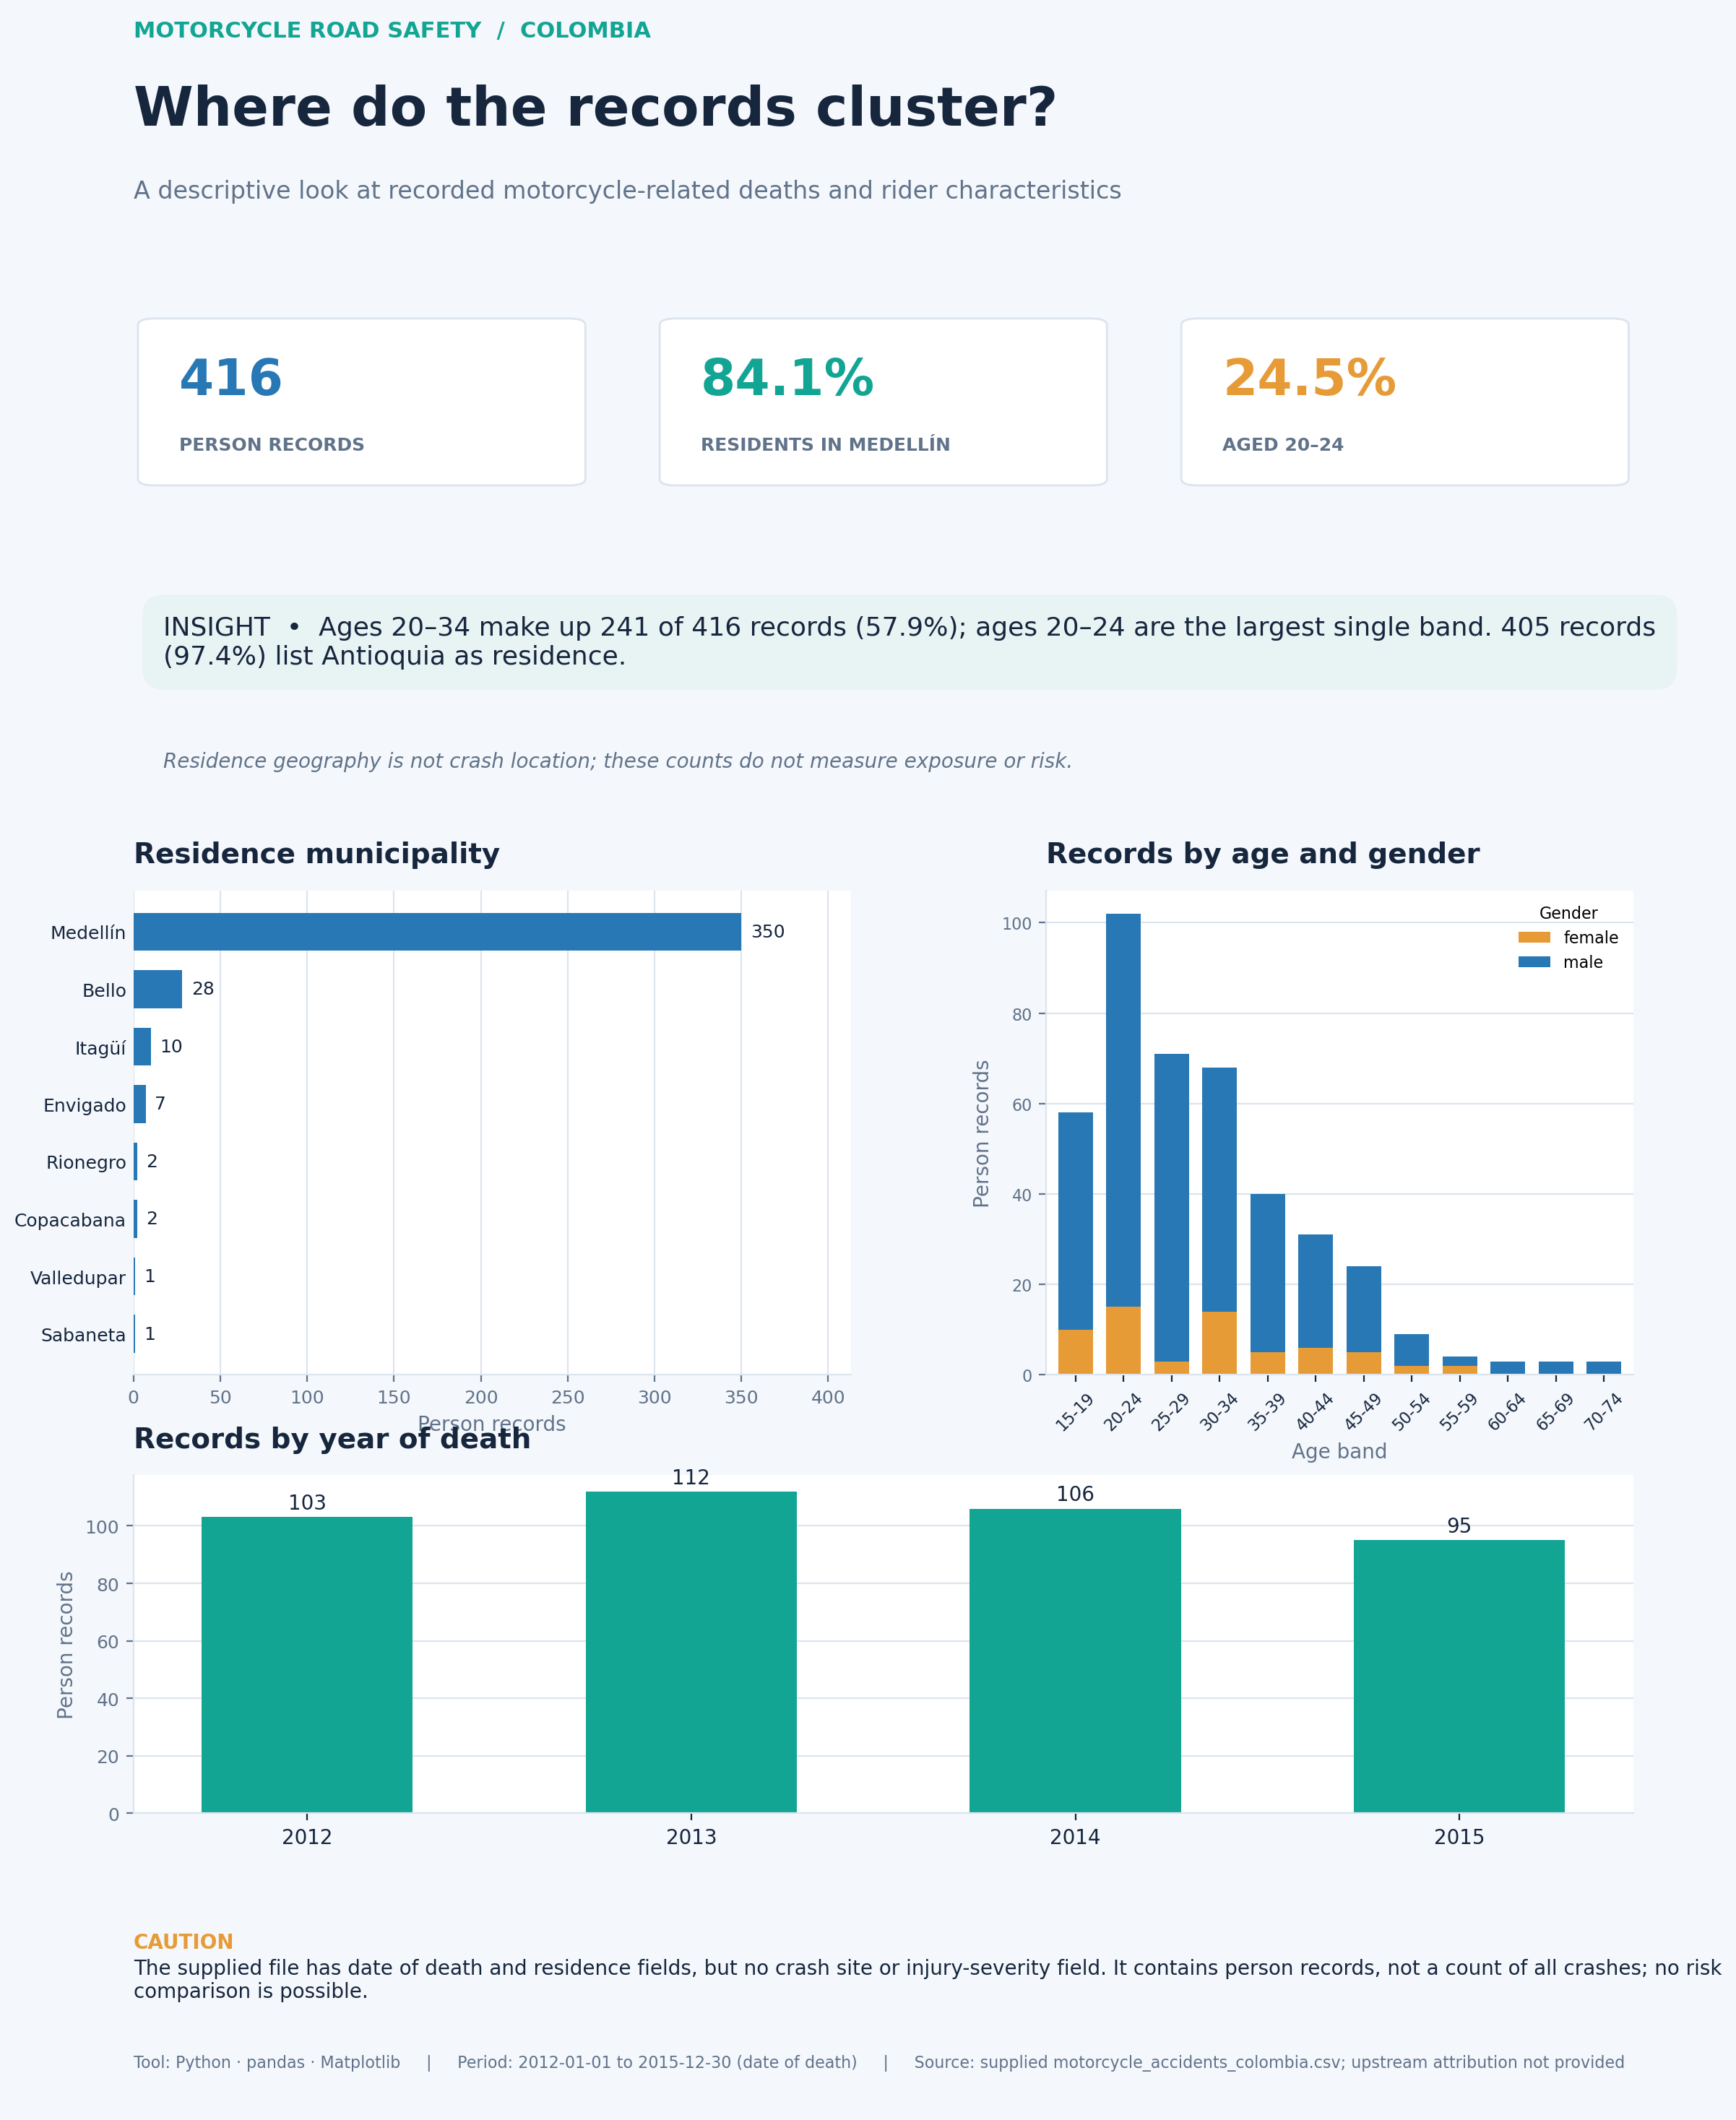 MOTORCYCLE ROAD SAFETY / COLOMBIA
Where do the records cluster?
A descriptive look at recorded motorcycle-related deaths and rider characteristics
416
PERSON RECORDS
84.1%
RESIDENTS IN MEDELLÍN
24.5%
AGED 20–24
INSIGHT • Ages 20–34 make up 241 of 416 records (57.9%); ages 20–24 are the largest single band. 405 records
(97.4%) list Antioquia as residence.
Residence geography is not crash location; these counts do not measure exposure or risk.
Residence municipality
Medellín
350
Bello
28
Itagüí
10
Envigado
7
Rionegro
2
Copacabana
2
Valledupar
1
Sabaneta
1
0 50 100 150 200 250 300 350 400
Person records
Records by age and gender
Gender
female
male
100
80
60
40
20
0
Person records
15-19 20-24 25-29 30-34 35-39 40-44 45-49 50-54 55-59 60-64 65-69 70-74
Age band
Records by year of death
103 112 106 95
100
80
60
40
20
0
Person records
2012 2013 2014 2015
CAUTION
The supplied file has date of death and residence fields, but no crash site or injury-severity field. It contains person records, not a count of all crashes; no risk
comparison is possible.
Tool: Python · pandas · Matplotlib | Period: 2012-01-01 to 2015-12-30 (date of death) | Source: supplied motorcycle_accidents_colombia.csv; upstream attribution not provided